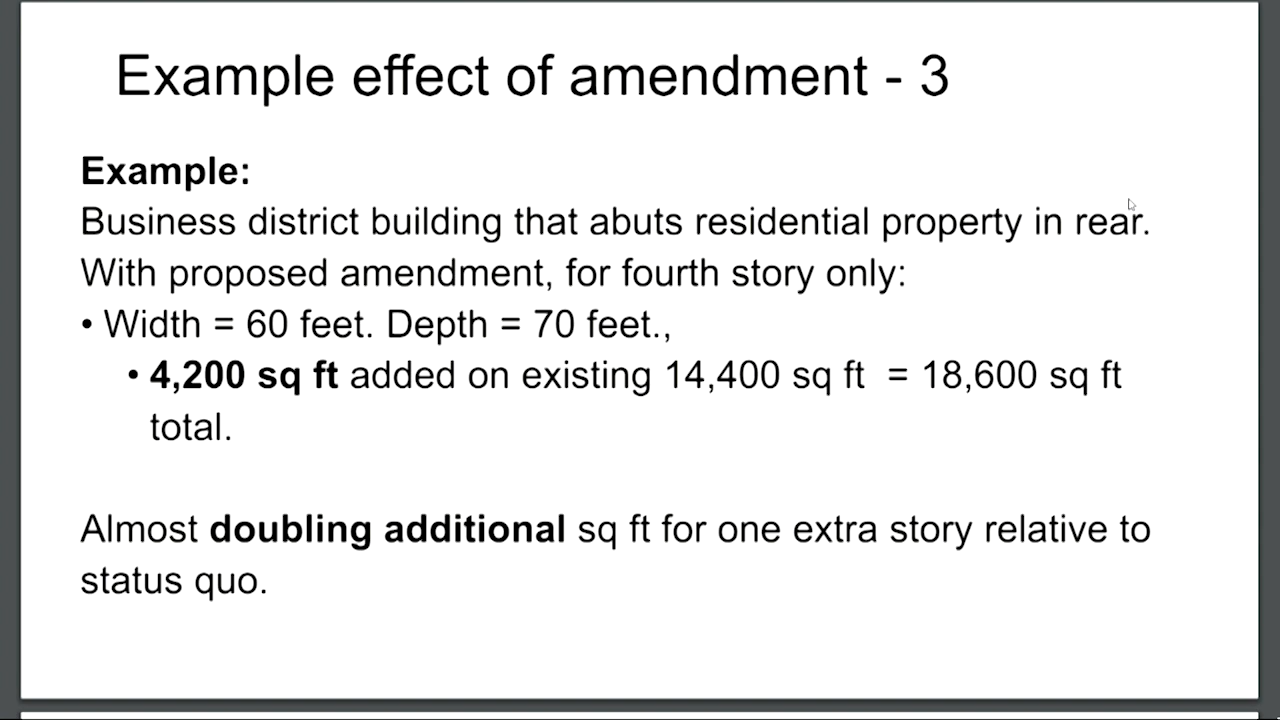 Example effect of amendment - 3
Example:
Business district building that abuts residential property in rear.
With proposed amendment, for fourth story only:
• Width = 60 feet. Depth = 70 feet.,
• 4,200 sq ft added on existing 14,400 sq ft  = 18,600 sq ft
total.
Almost doubling additional sq ft for one extra story relative to
status quo.